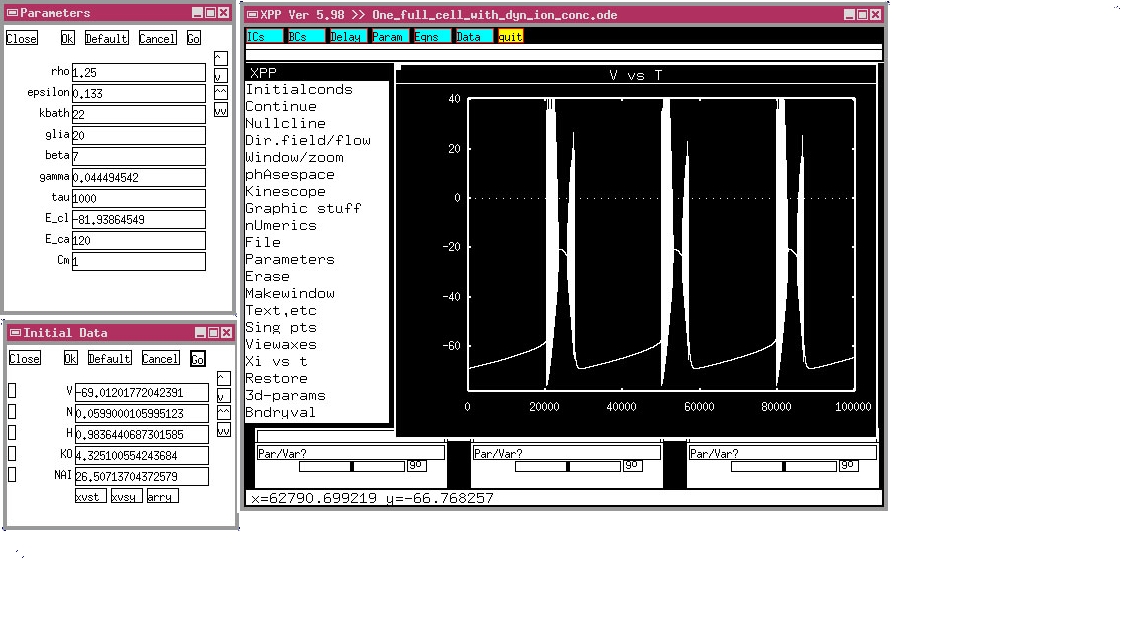 Parameters
Close Ok Default Cancel Go
^
v
^^
vv
rho 1.25
epsilon 0.133
kbath 22
glia 20
beta 7
gamma 0.044494542
tau 1000
E_cl -81.93864549
E_ca 120
Cm 1
Initial Data
Close Ok Default Cancel Go
^
v
^^
vv
V -69.01201772042391
N 0.0599000105995123
H 0.9836440687301585
KO 4.325100554243684
NAI 26.50713704372579
xvst xvsy arry
XPP Ver 5.98 >> One_full_cell_with_dyn_ion_conc.ode
ICs BCs Delay Param Eqns Data quit
XPP
Initialconds
Continue
Nullcline
Dir.field/flow
Window/zoom
phAsespace
Kinescope
Graphic stuff
nUmerics
File
Parameters
Erase
Makewindow
Text,etc
Sing pts
Viewaxes
Xi vs t
Restore
3d-params
Bndryval
V vs T
40
20
0
-20
-40
-60
0 20000 40000 60000 80000 100000
Par/Var? Par/Var? Par/Var?
go go go
x=62790.699219 y=-66.768257